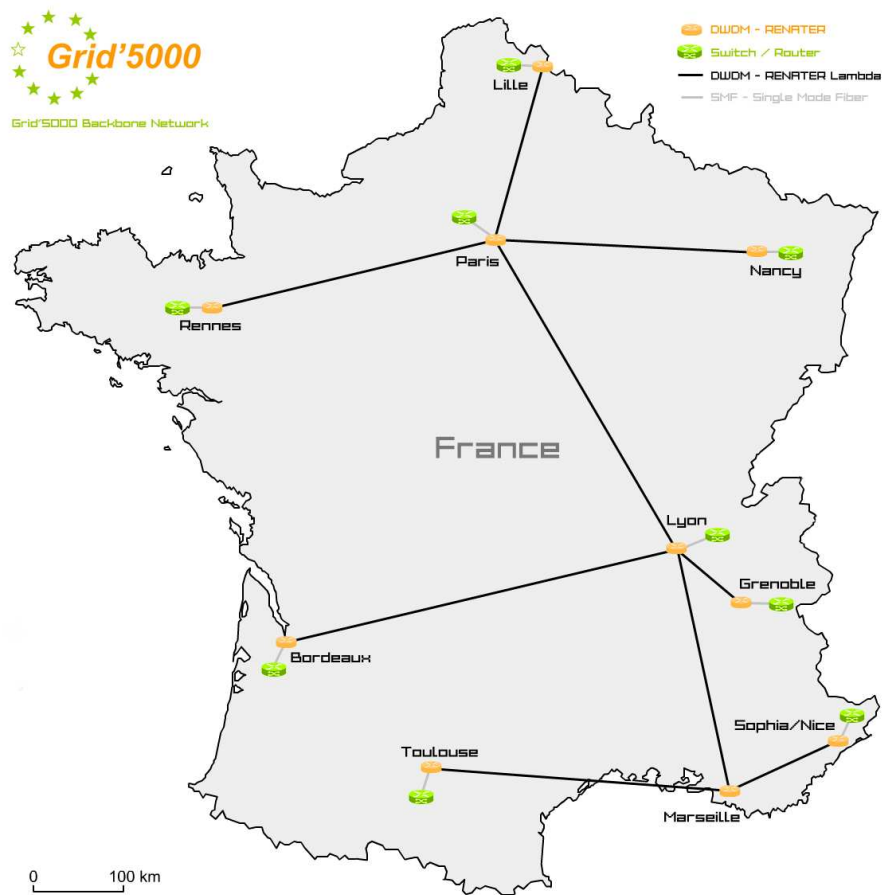 Grid'5000
Grid'5000 Backbone Network
DWDM - RENATER
Switch / Router
DWDM - RENATER Lambda
SMF - Single Mode Fiber
Lille
Paris
Nancy
Rennes
France
Lyon
Grenoble
Bordeaux
Sophia/Nice
Toulouse
Marseille
0 100 km